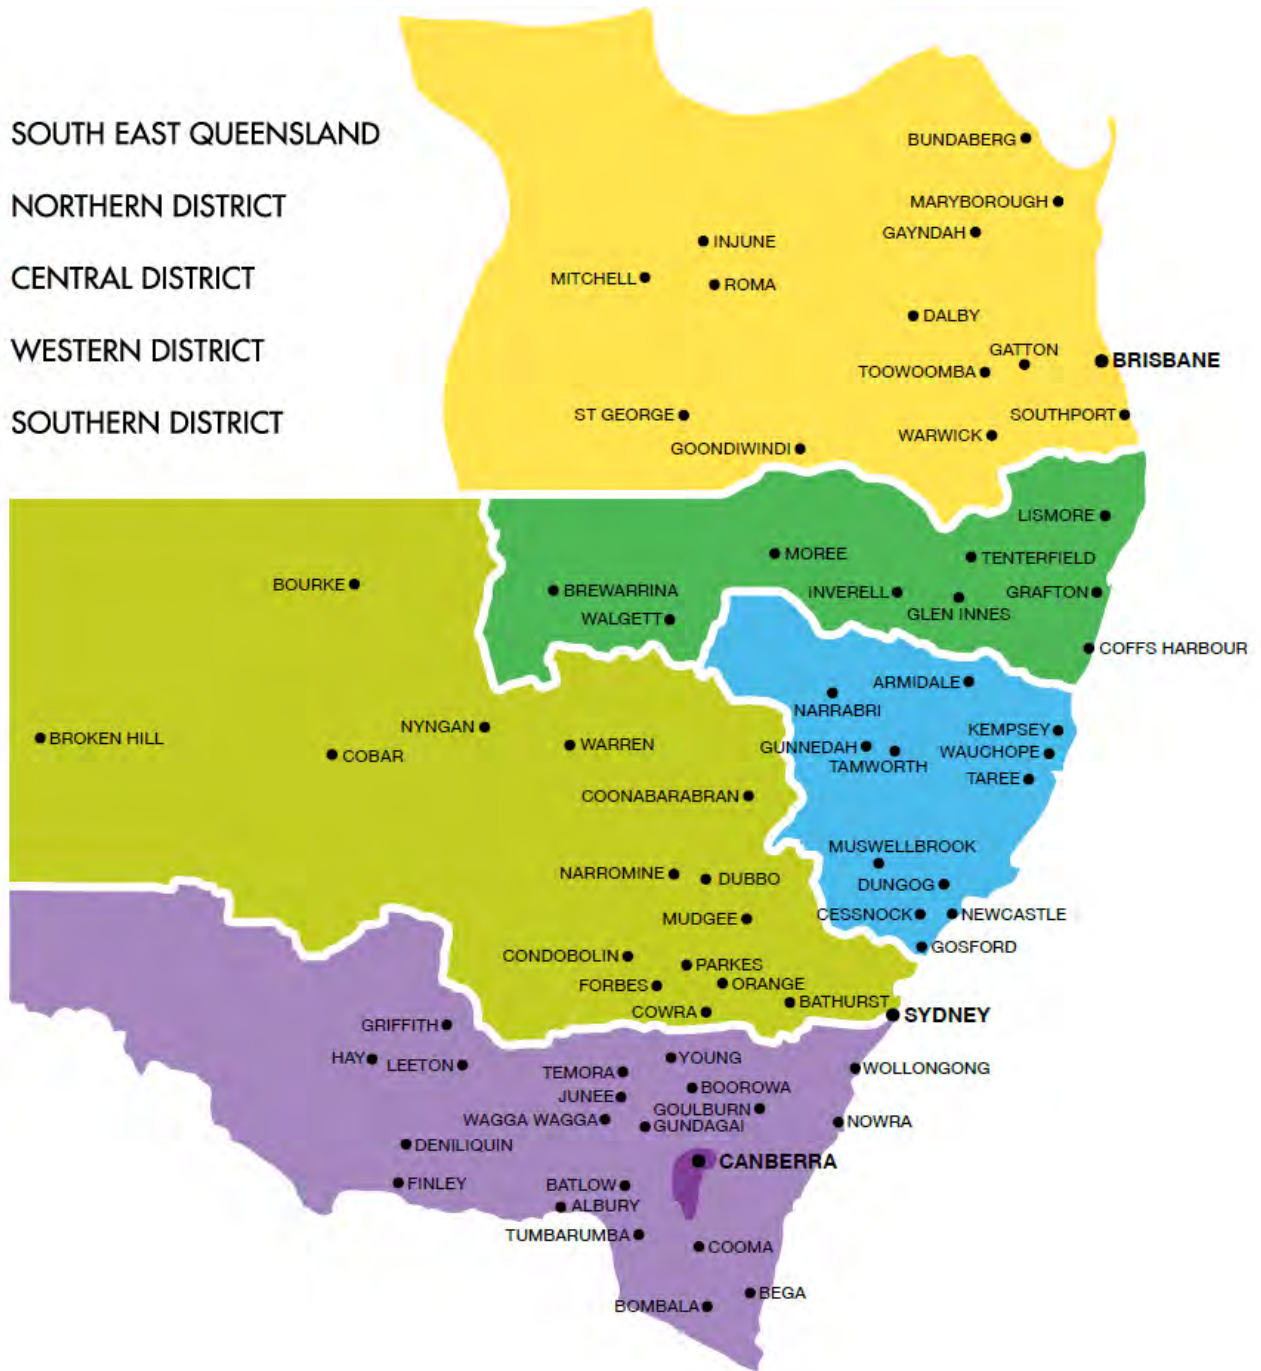 SOUTH EAST QUEENSLAND
NORTHERN DISTRICT
CENTRAL DISTRICT
WESTERN DISTRICT
SOUTHERN DISTRICT
BUNDABERG
MARYBOROUGH
GAYNDAH
INJUNE
MITCHELL
ROMA
DALBY
GATTON
BRISBANE
TOOWOOMBA
ST GEORGE
SOUTHPORT
WARWICK
GOONDIWINDI
LISMORE
MOREE
TENTERFIELD
BOURKE
BREWARRINA
INVERELL
GRAFTON
GLEN INNES
WALGETT
COFFS HARBOUR
ARMIDALE
NARRABRI
NYNGAN
KEMPSEY
BROKEN HILL
WARREN
GUNNEDAH
WAUCHOPE
COBAR
TAMWORTH
TAREE
COONABARABRAN
MUSWELLBROOK
NARROMINE
DUBBO
DUNGOG
MUDGEE
CESSNOCK
NEWCASTLE
GOSFORD
CONDOBOLIN
PARKES
FORBES
ORANGE
BATHURST
COWRA
SYDNEY
GRIFFITH
HAY
LEETON
YOUNG
WOLLONGONG
TEMORA
BOOROWA
JUNEE
GOULBURN
WAGGA WAGGA
GUNDAGAI
NOWRA
DENILIQUIN
CANBERRA
FINLEY
BATLOW
ALBURY
TUMBARUMBA
COOMA
BEGA
BOMBALA